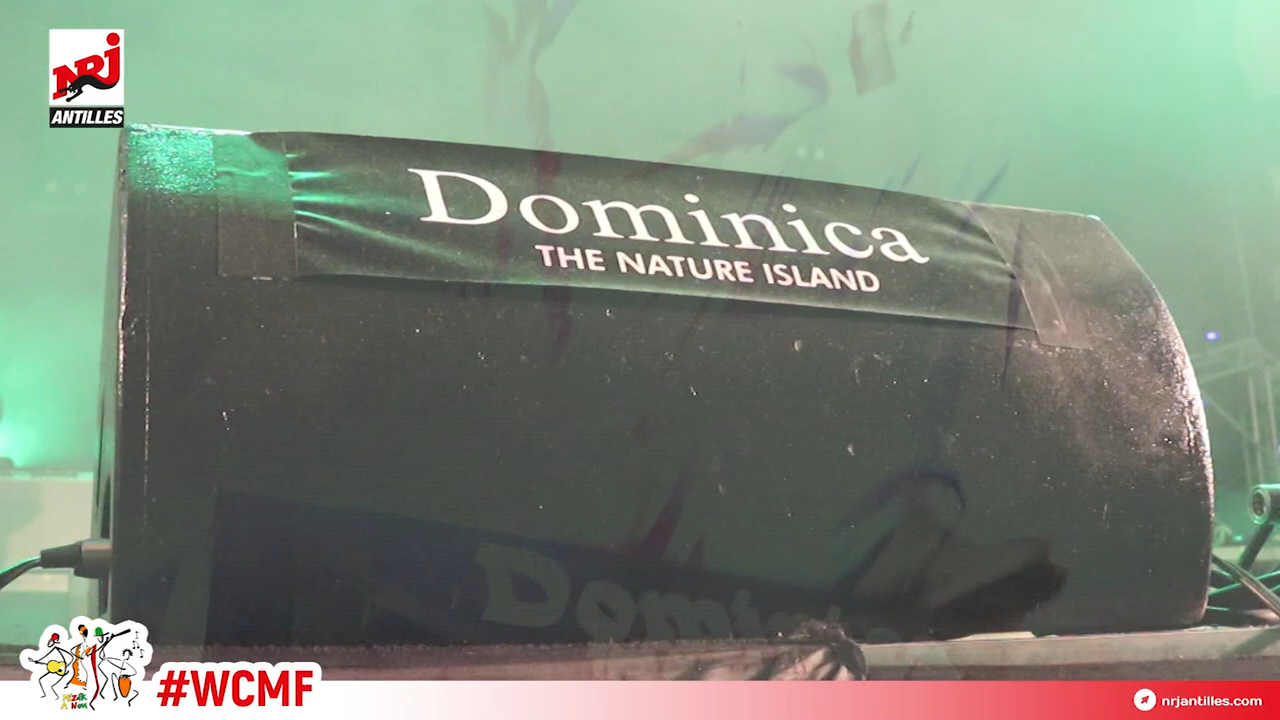 NRJ
ANTILLES
Dominica
THE NATURE ISLAND
Dominica
#WCMF
nrjantilles.com